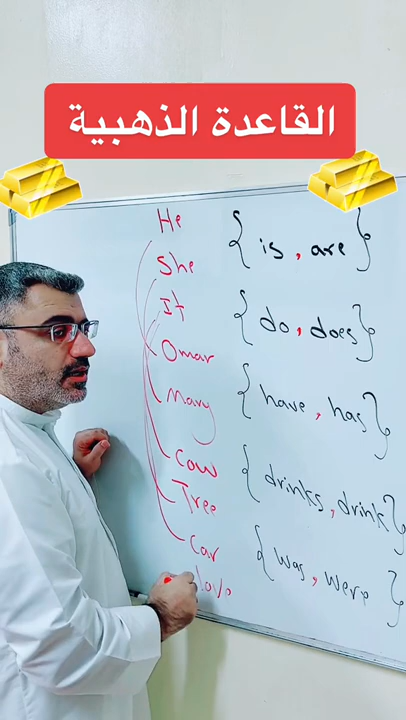 القاعدة الذهبية
He
{ is , are }
She
It
{ do , does }
Omar
{ have , has }
Mary
Cow
{ drinks , drink }
Tree
Car
{ was , were }